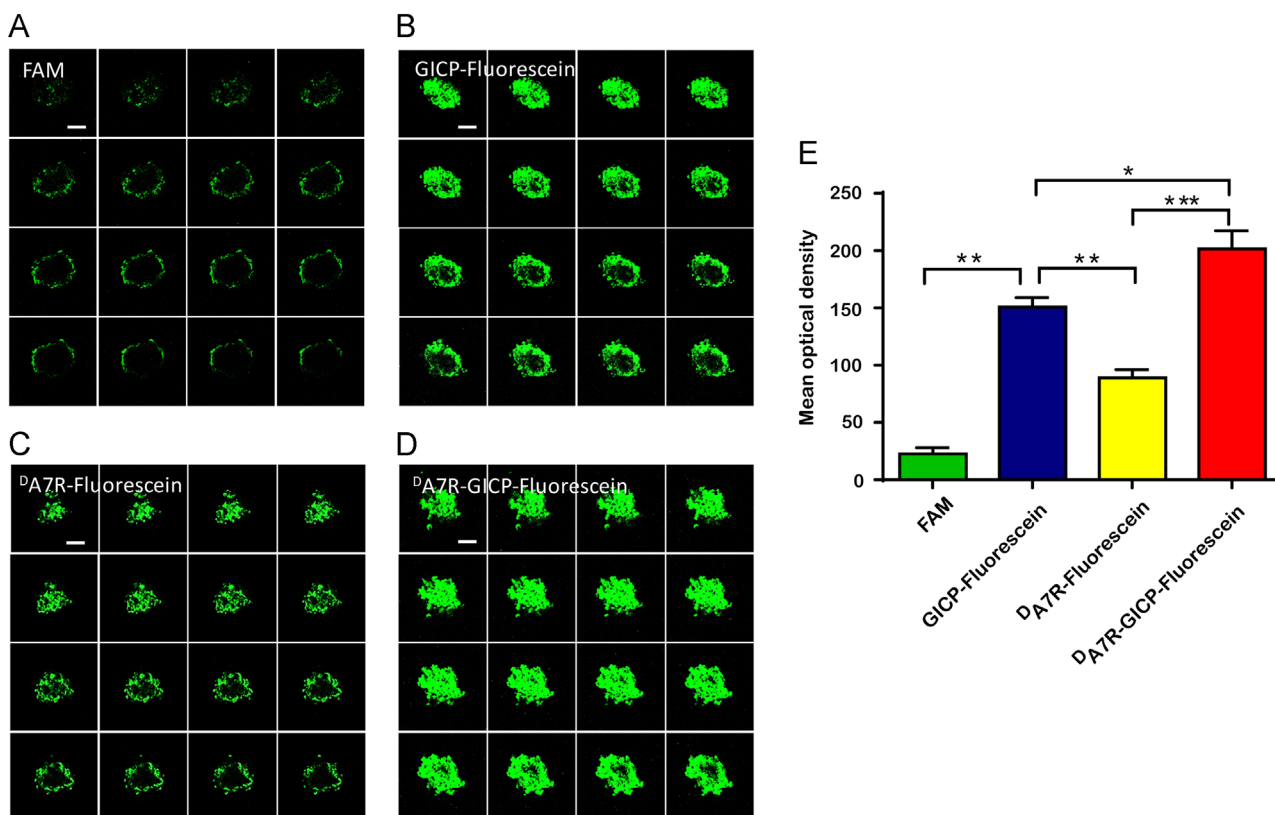 A
FAM
B
GICP-Fluorescein
C
ᴰA7R-Fluorescein
D
ᴰA7R-GICP-Fluorescein
E
Mean optical density
250
200
150
100
50
0
*
***
**
**
FAM
GICP-Fluorescein
ᴰA7R-Fluorescein
ᴰA7R-GICP-Fluorescein